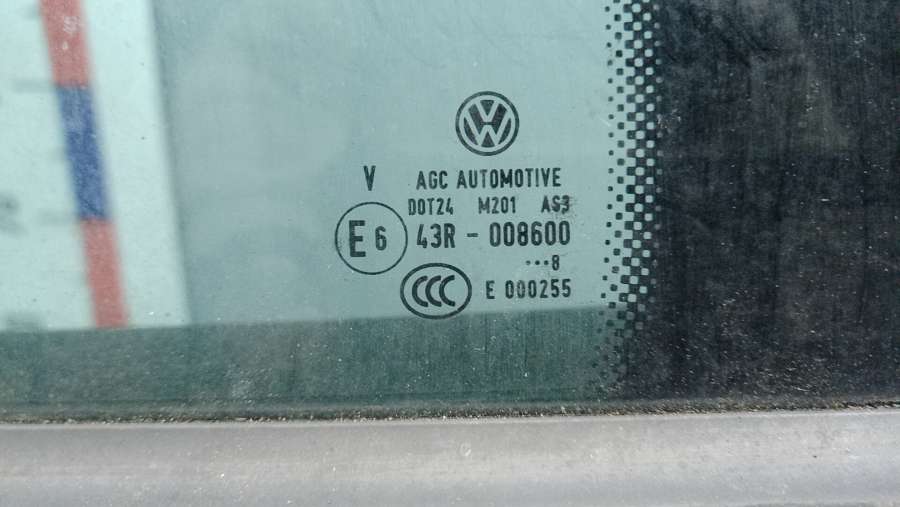 V AGC AUTOMOTIVE
DOT24 M201 AS3
E6 43R - 008600
···8
CCC E 000255